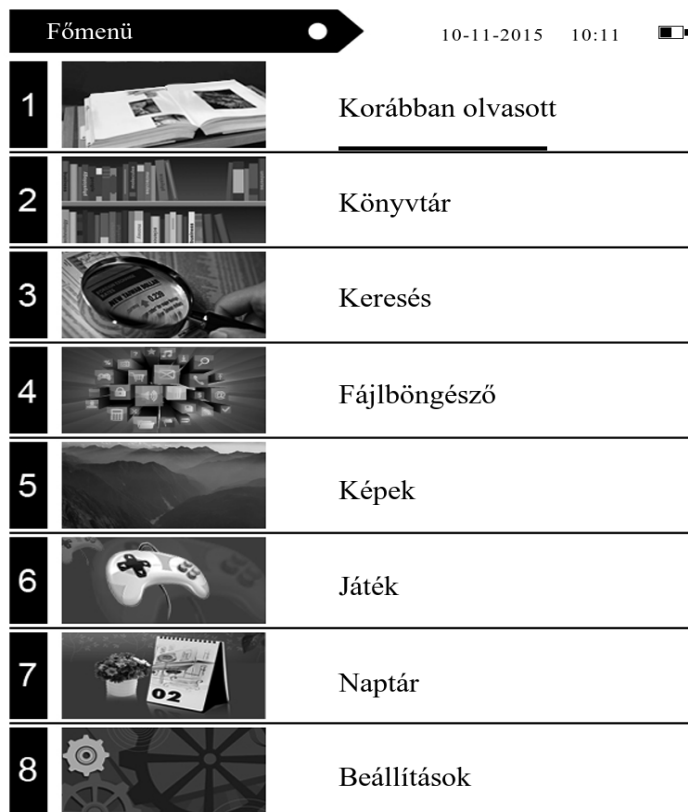 Főmenü
10-11-2015 10:11
1 Korábban olvasott
2 Könyvtár
3 Keresés
4 Fájlböngésző
5 Képek
6 Játék
7 Naptár
02
8 Beállítások